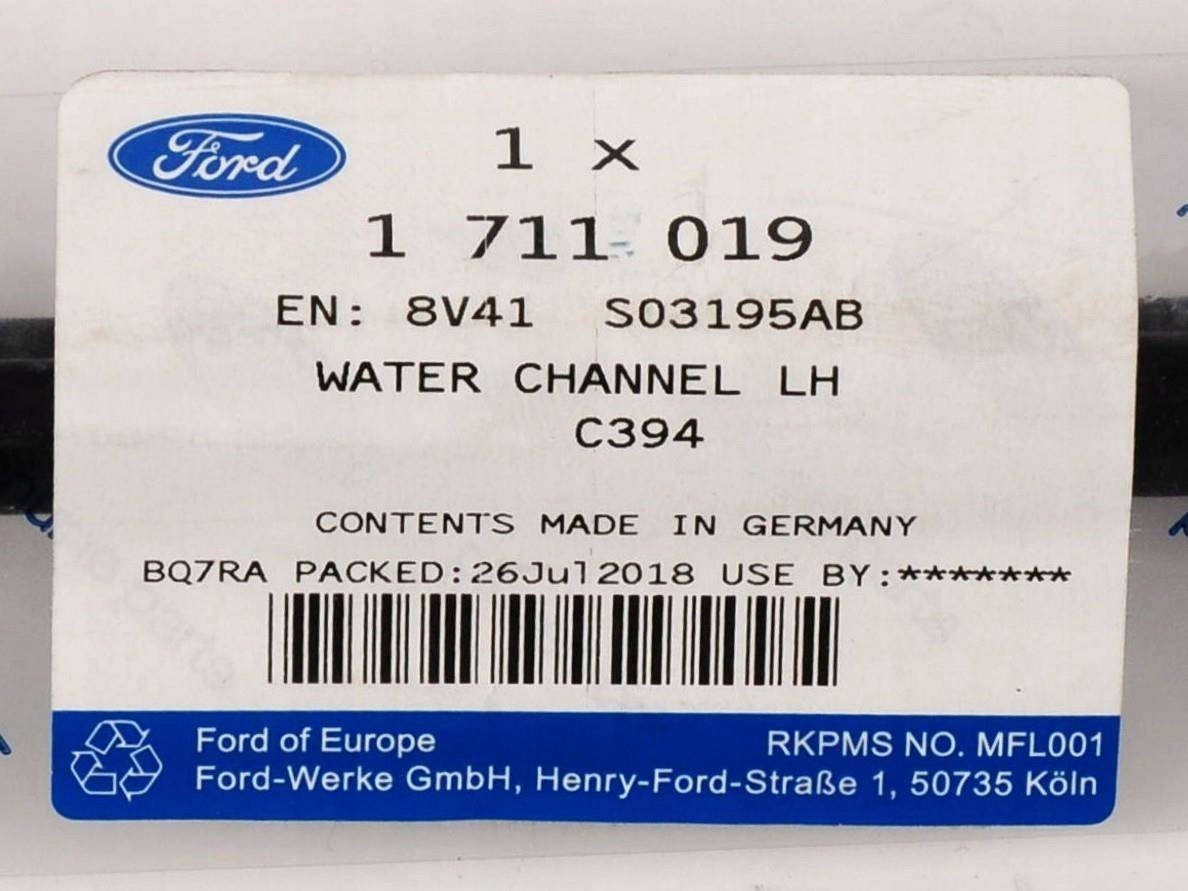 Ford
1 x
1 711 019
EN: 8V41 S03195AB
WATER CHANNEL LH
C394
CONTENTS MADE IN GERMANY
BQ7RA PACKED:26Jul2018 USE BY:*******
Ford of Europe
RKPMS NO. MFL001
Ford-Werke GmbH, Henry-Ford-Straße 1, 50735 Köln